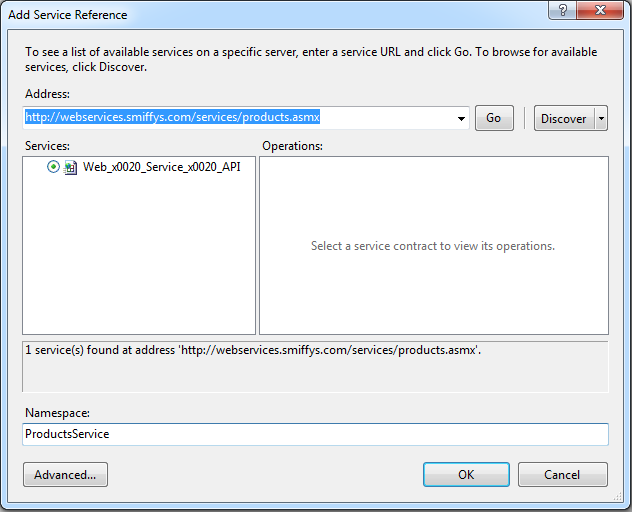 Add Service Reference
To see a list of available services on a specific server, enter a service URL and click Go. To browse for available
services, click Discover.
Address:
http://webservices.smiffys.com/services/products.asmx
Go
Discover
Services:
Operations:
Web_x0020_Service_x0020_API
Select a service contract to view its operations.
1 service(s) found at address 'http://webservices.smiffys.com/services/products.asmx'.
Namespace:
ProductsService
Advanced...
OK
Cancel